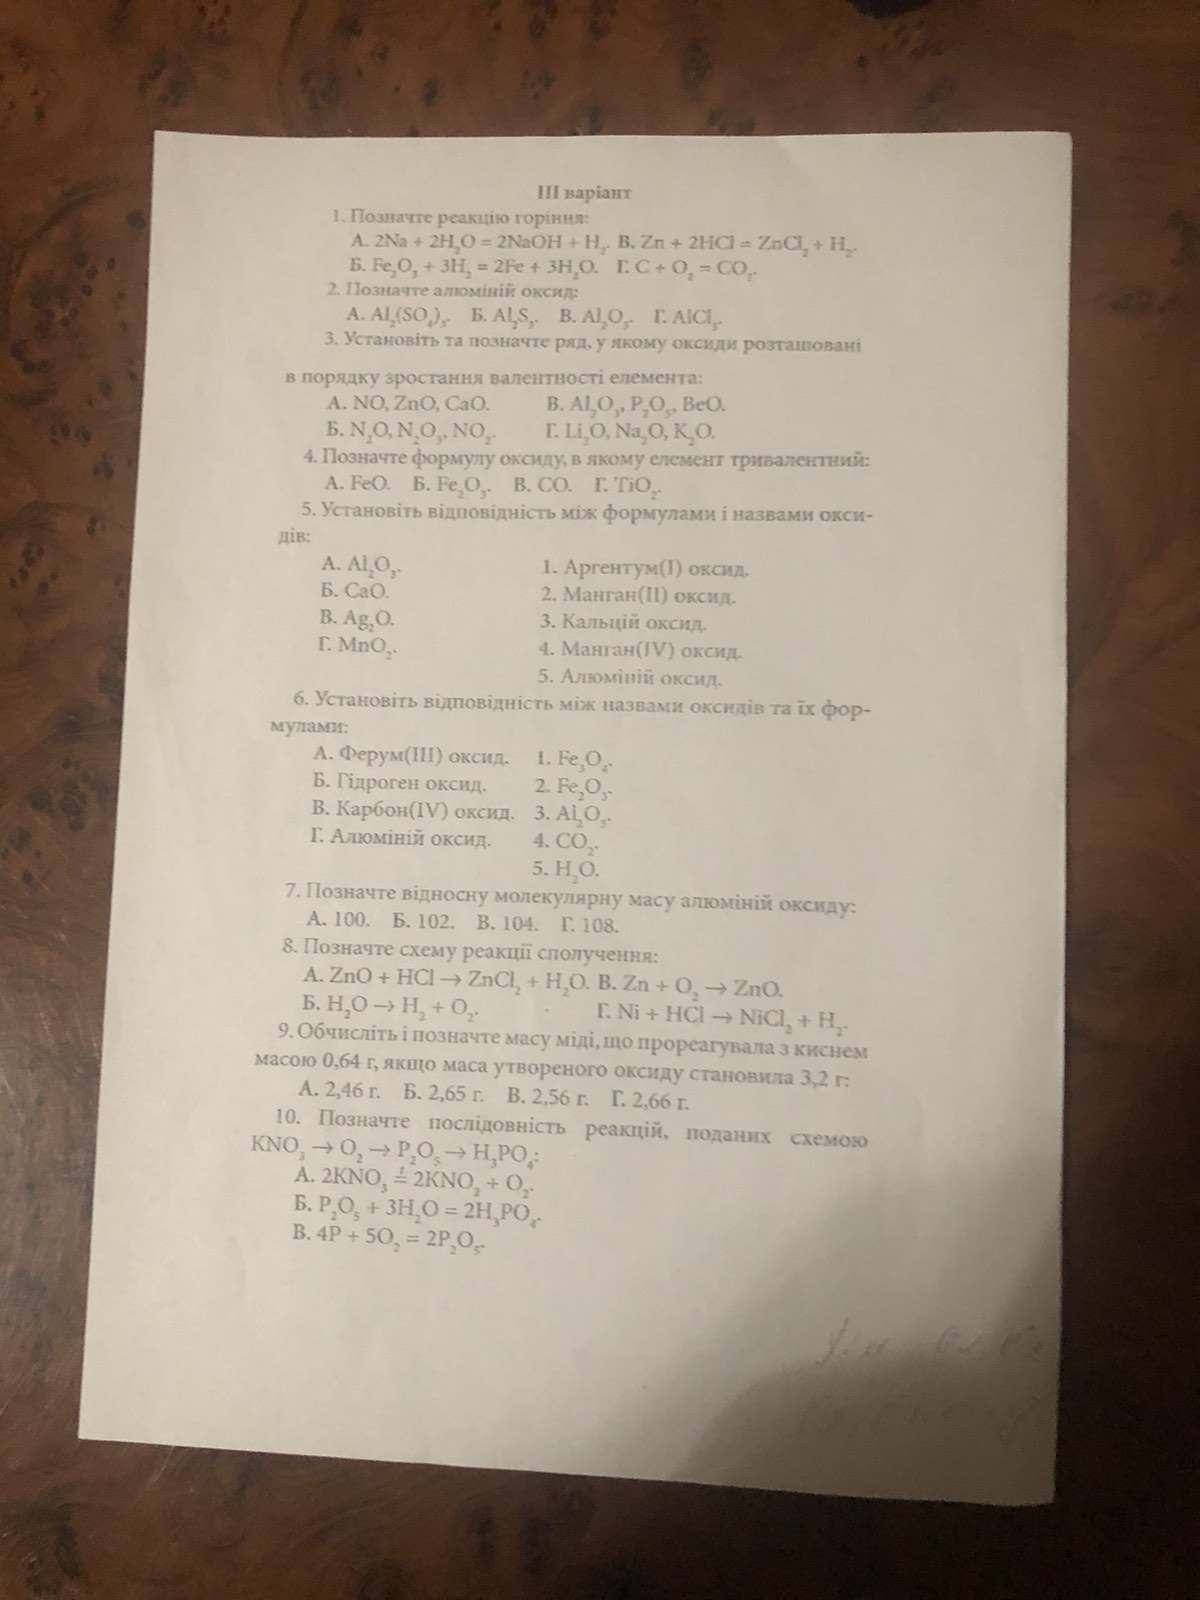 III варіант
1. Позначте реакцію горіння:
А. 2Na + 2H₂O = 2NaOH + H₂. В. Zn + 2HCl = ZnCl₂ + H₂.
Б. Fe₂O₃ + 3H₂ = 2Fe + 3H₂O. Г. C + O₂ = CO₂.
2. Позначте алюміній оксид:
А. Al₂(SO₄)₃. Б. Al₂S₃. В. Al₂O₃. Г. AlCl₃.
3. Установіть та позначте ряд, у якому оксиди розташовані
в порядку зростання валентності елемента:
А. NO, ZnO, CaO. В. Al₂O₃, P₂O₅, BeO.
Б. N₂O, N₂O₃, NO₂. Г. Li₂O, Na₂O, K₂O.
4. Позначте формулу оксиду, в якому елемент тривалентний:
А. FeO. Б. Fe₂O₃. В. CO. Г. TiO₂.
5. Установіть відповідність між формулами і назвами окси-
дів:
А. Al₂O₃. 1. Аргентум(I) оксид.
Б. CaO. 2. Манган(II) оксид.
В. Ag₂O. 3. Кальцій оксид.
Г. MnO₂. 4. Манган(IV) оксид.
5. Алюміній оксид.
6. Установіть відповідність між назвами оксидів та їх фор-
мулами:
А. Ферум(III) оксид. 1. Fe₃O₄.
Б. Гідроген оксид. 2. Fe₂O₃.
В. Карбон(IV) оксид. 3. Al₂O₃.
Г. Алюміній оксид. 4. CO₂.
5. H₂O.
7. Позначте відносну молекулярну масу алюміній оксиду:
А. 100. Б. 102. В. 104. Г. 108.
8. Позначте схему реакції сполучення:
А. ZnO + HCl → ZnCl₂ + H₂O. В. Zn + O₂ → ZnO.
Б. H₂O → H₂ + O₂. Г. Ni + HCl → NiCl₂ + H₂.
9. Обчисліть і позначте масу міді, що прореагувала з киснем
масою 0,64 г, якщо маса утвореного оксиду становила 3,2 г:
А. 2,46 г. Б. 2,65 г. В. 2,56 г. Г. 2,66 г.
10. Позначте послідовність реакцій, поданих схемою
KNO₃ → O₂ → P₂O₅ → H₃PO₄:
А. 2KNO₃ =ᵗ 2KNO₂ + O₂.
Б. P₂O₅ + 3H₂O = 2H₃PO₄.
В. 4P + 5O₂ = 2P₂O₅.